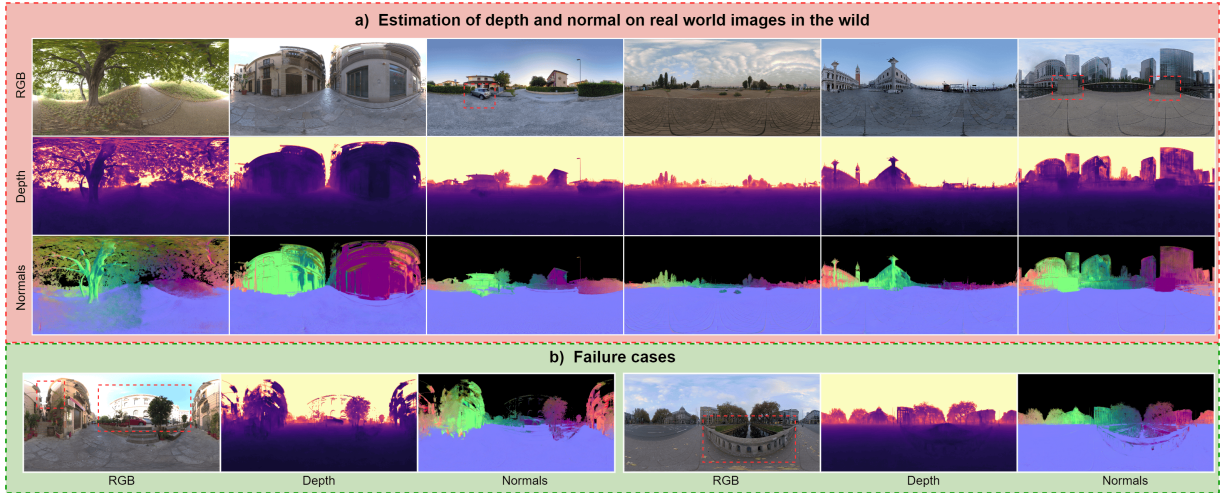 a) Estimation of depth and normal on real world images in the wild
RGB
Depth
Normals
b) Failure cases
RGB Depth Normals RGB Depth Normals